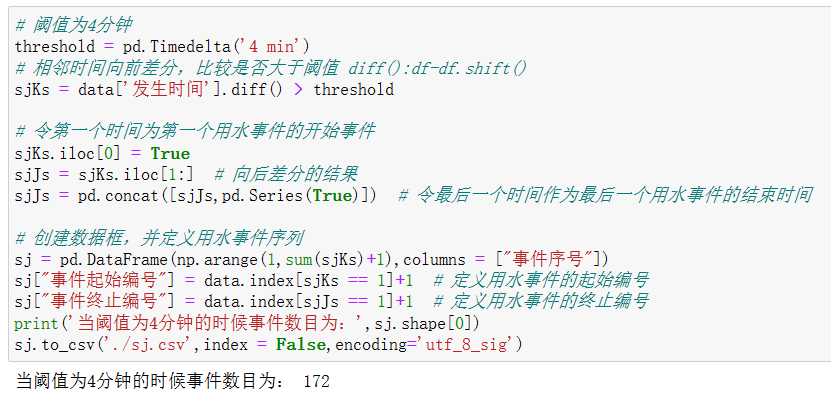 # 阈值为4分钟
threshold = pd.Timedelta('4 min')
# 相邻时间向前差分，比较是否大于阈值 diff():df-df.shift()
sjKs = data['发生时间'].diff() > threshold
# 令第一个时间为第一个用水事件的开始事件
sjKs.iloc[0] = True
sjJs = sjKs.iloc[1:]  # 向后差分的结果
sjJs = pd.concat([sjJs,pd.Series(True)])  # 令最后一个时间作为最后一个用水事件的结束时间
# 创建数据框，并定义用水事件序列
sj = pd.DataFrame(np.arange(1,sum(sjKs)+1),columns = ["事件序号"])
sj["事件起始编号"] = data.index[sjKs == 1]+1  # 定义用水事件的起始编号
sj["事件终止编号"] = data.index[sjJs == 1]+1  # 定义用水事件的终止编号
print('当阈值为4分钟的时候事件数目为：',sj.shape[0])
sj.to_csv('./sj.csv',index = False,encoding='utf_8_sig')
当阈值为4分钟的时候事件数目为： 172